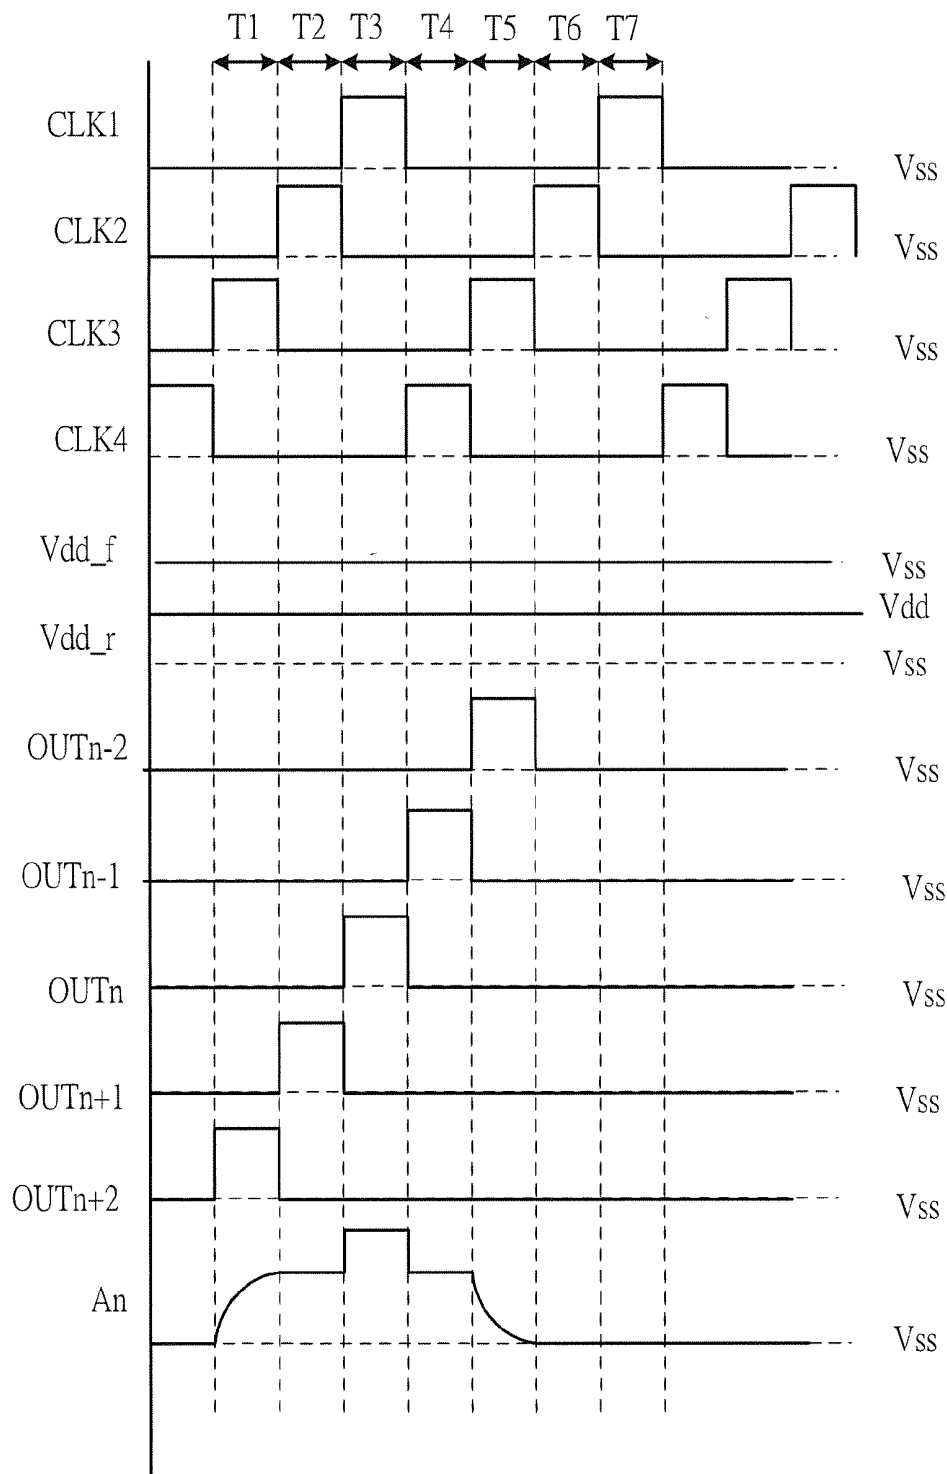 T1 T2 T3 T4 T5 T6 T7
CLK1 Vss
CLK2 Vss
CLK3 Vss
CLK4 Vss
Vdd_f Vss
Vdd
Vdd_r Vss
OUTn-2 Vss
OUTn-1 Vss
OUTn Vss
OUTn+1 Vss
OUTn+2 Vss
An Vss